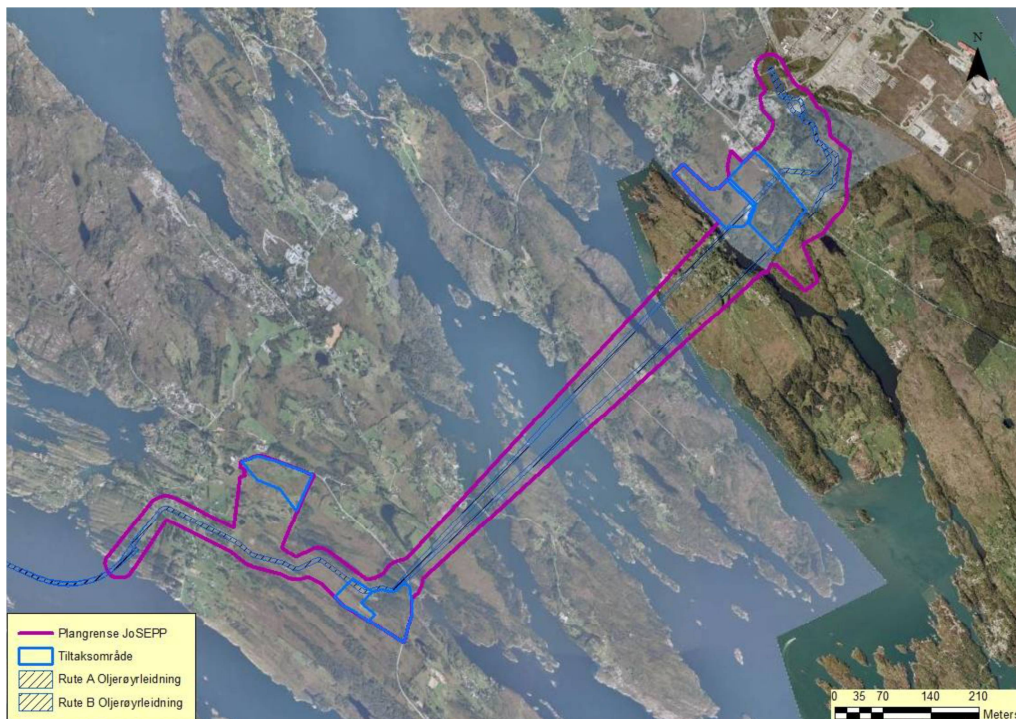 N
Plangrense JoSEPP
Tiltaksområde
Rute A Oljerøyrleidning
Rute B Oljerøyrleidning
0 35 70 140 210
Meters